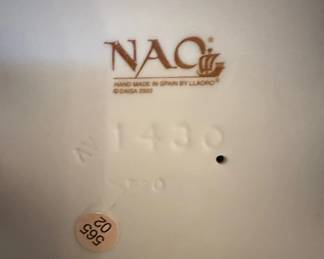 NAO
HAND MADE IN SPAIN BY LLADRÓ
© DAISA 2003
1430
565
02